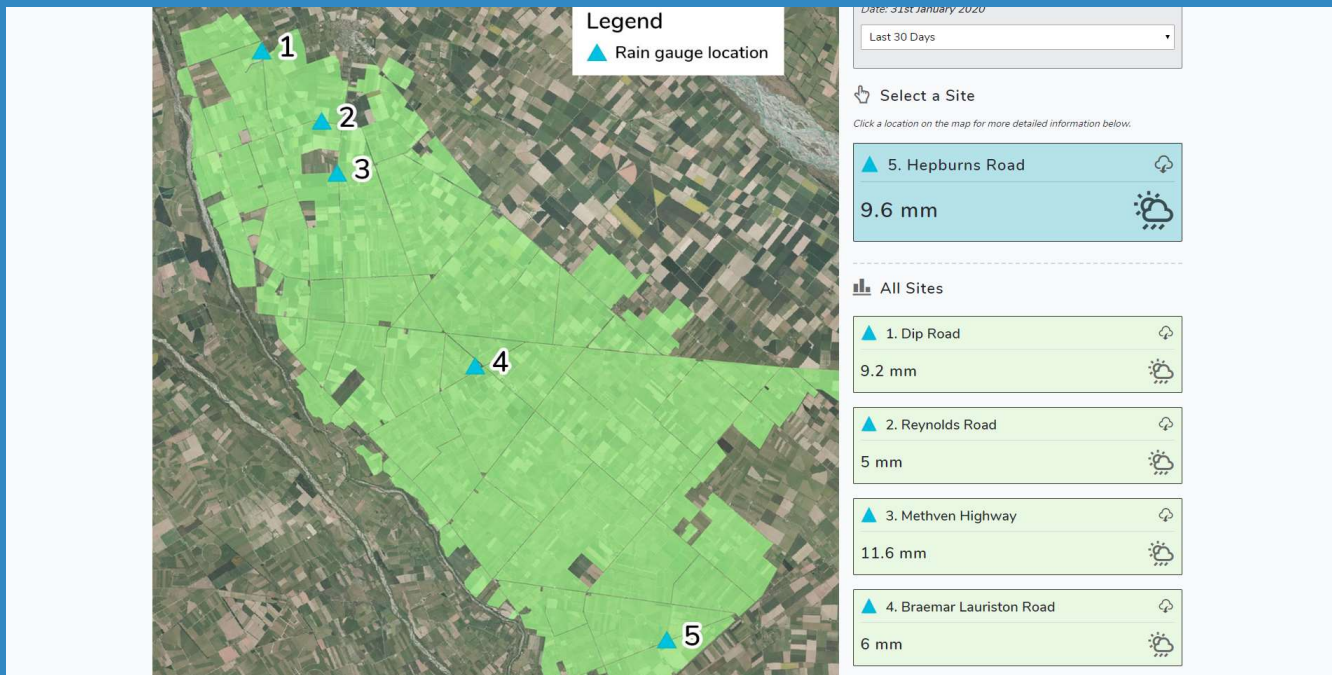 Legend
Rain gauge location
1
2
3
4
5
Date: 31st January 2020
Last 30 Days
Select a Site
Click a location on the map for more detailed information below.
5. Hepburns Road
9.6 mm
All Sites
1. Dip Road
9.2 mm
2. Reynolds Road
5 mm
3. Methven Highway
11.6 mm
4. Braemar Lauriston Road
6 mm